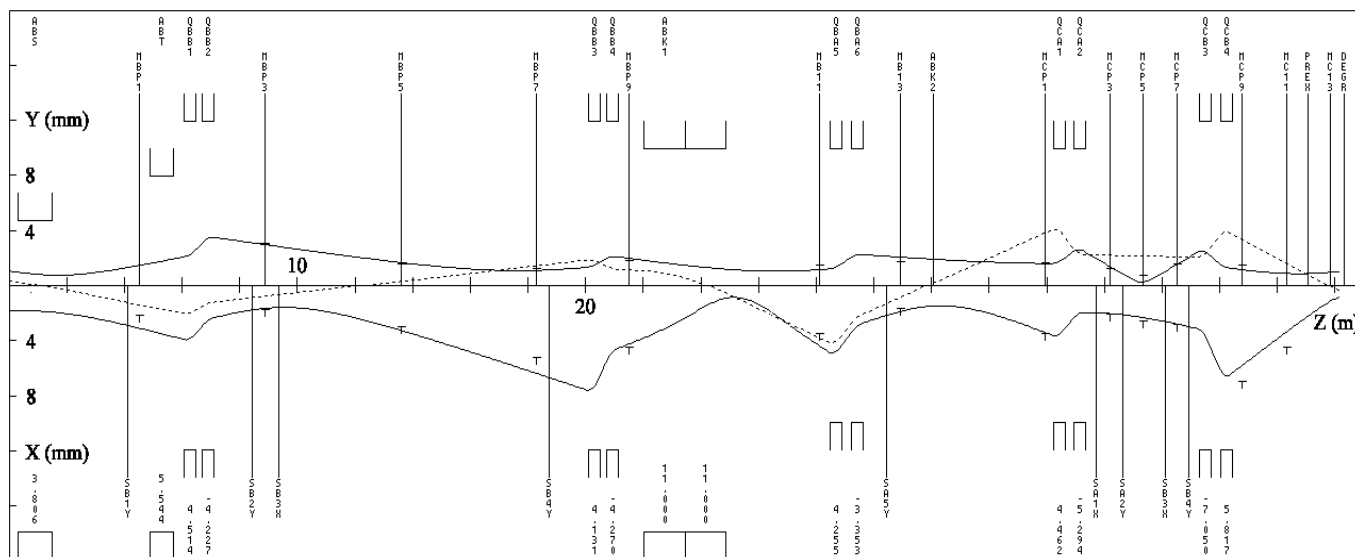 ABS
ABT
QBB1
QBB2
QBB3
QBB4
ABK1
QBA5
QBA6
QCA1
QCA2
QCB3
QCB4
MBP1
MBP3
MBP5
MBP7
MBP9
MB11
MB13
ABK2
MCP1
MCP3
MCP5
MCP7
MCP9
MC11
PREX
MC13
DEGR
Y (mm)
8
4
10
20
Z (m)
4
8
X (mm)
SB1Y
SB2Y
SB3X
SB4Y
SA5Y
SA1X
SA2Y
SB3X
SB4Y
3.806
5.544
4.514
-4.227
4.131
-4.270
11.000
11.000
4.255
-3.353
4.462
-5.294
-7.050
5.817